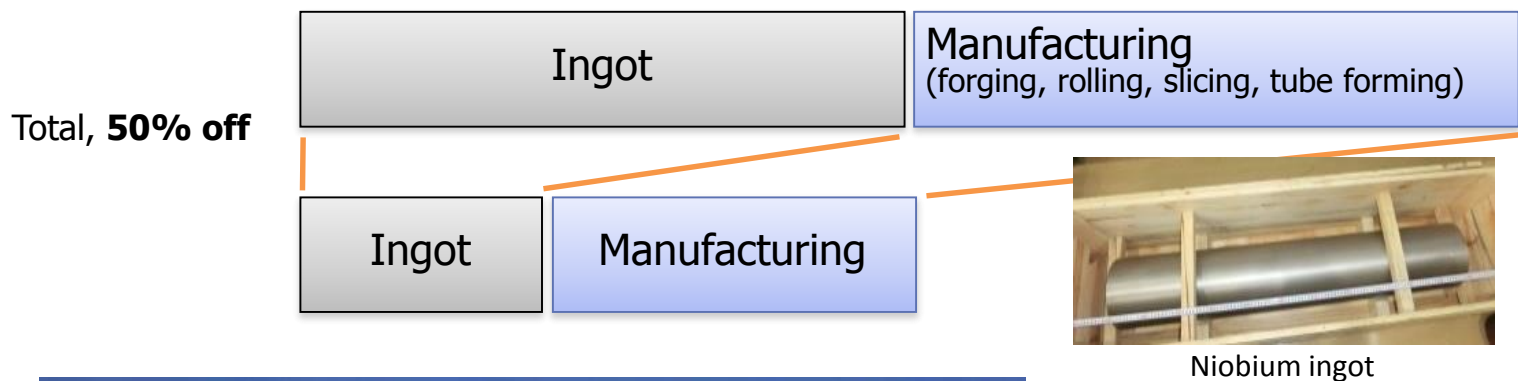 Ingot
Manufacturing
(forging, rolling, slicing, tube forming)
Total, 50% off
Ingot
Manufacturing
Niobium ingot